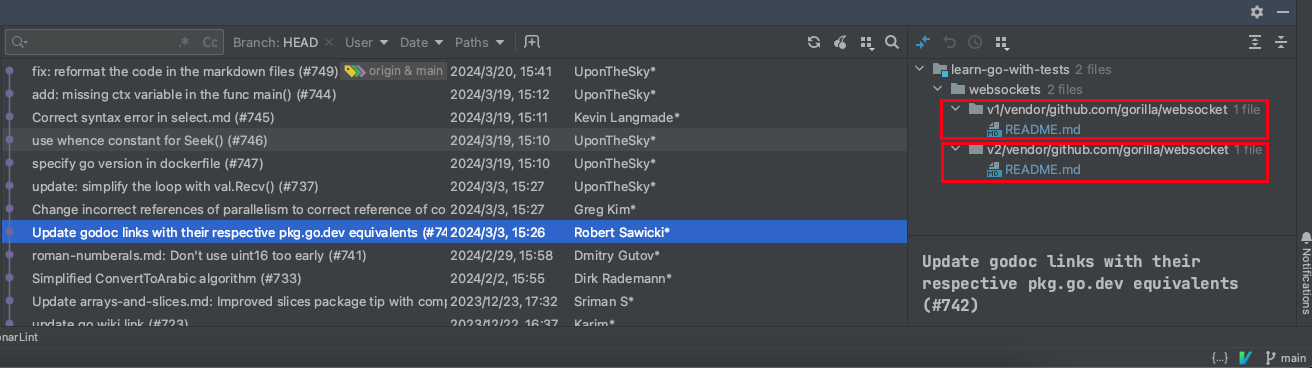 .* Cc Branch: HEAD × User Date Paths
fix: reformat the code in the markdown files (#749) origin & main 2024/3/20, 15:41 UponTheSky*
add: missing ctx variable in the func main() (#744) 2024/3/19, 15:12 UponTheSky*
Correct syntax error in select.md (#745) 2024/3/19, 15:11 Kevin Langmade*
use whence constant for Seek() (#746) 2024/3/19, 15:10 UponTheSky*
specify go version in dockerfile (#747) 2024/3/19, 15:10 UponTheSky*
update: simplify the loop with val.Recv() (#737) 2024/3/3, 15:27 UponTheSky*
Change incorrect references of parallelism to correct reference of co 2024/3/3, 15:27 Greg Kim*
Update godoc links with their respective pkg.go.dev equivalents (#74 2024/3/3, 15:26 Robert Sawicki*
roman-numberals.md: Don't use uint16 too early (#741) 2024/2/29, 15:58 Dmitry Gutov*
Simplified ConvertToArabic algorithm (#733) 2024/2/2, 15:55 Dirk Rademann*
Update arrays-and-slices.md: Improved slices package tip with comp 2023/12/23, 17:32 Sriman S*
update go wiki link (#723) 2023/12/22, 16:37 Karim*
learn-go-with-tests 2 files
websockets 2 files
v1/vendor/github.com/gorilla/websocket 1 file
MD README.md
v2/vendor/github.com/gorilla/websocket 1 file
MD README.md
Update godoc links with their
respective pkg.go.dev equivalents
(#742)
Notifications
onarLint
{...} main